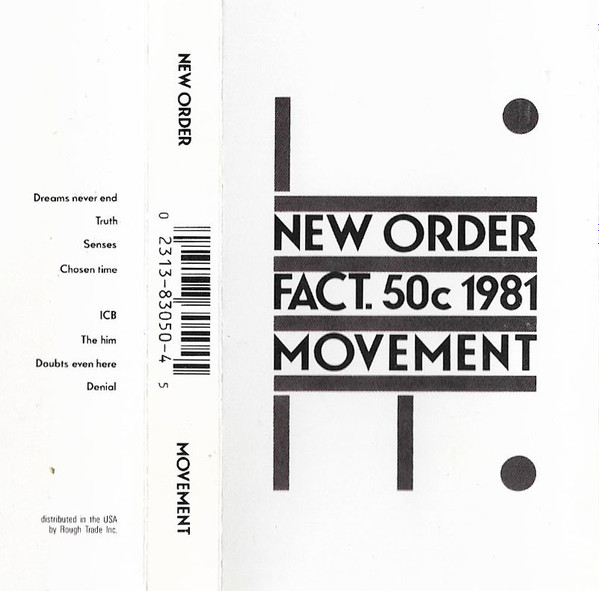 Dreams never end
Truth
Senses
Chosen time
ICB
The him
Doubts even here
Denial
distributed in the USA
by Rough Trade Inc.
NEW ORDER
0 2313-83050-4 5
MOVEMENT
NEW ORDER
FACT. 50c 1981
MOVEMENT